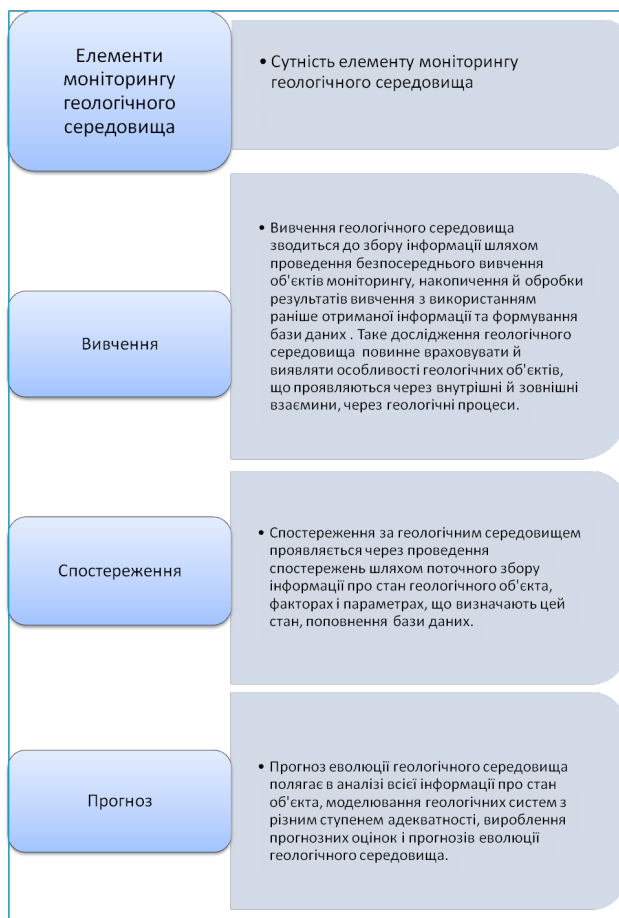 Елементи
моніторингу
геологічного
середовища
• Сутність елементу моніторингу
геологічного середовища
Вивчення
• Вивчення геологічного середовища
зводиться до збору інформації шляхом
проведення безпосереднього вивчення
об'єктів моніторингу, накопичення й обробки
результатів вивчення з використанням
раніше отриманої інформації та формування
бази даних . Таке дослідження геологічного
середовища повинне враховувати й
виявляти особливості геологічних об'єктів,
що проявляються через внутрішні й зовнішні
взаємини, через геологічні процеси.
Спостереження
• Спостереження за геологічним середовищем
проявляється через проведення
спостережень шляхом поточного збору
інформації про стан геологічного об'єкта,
факторах і параметрах, що визначають цей
стан, поповнення бази даних.
Прогноз
• Прогноз еволюції геологічного середовища
полягає в аналізі всієї інформації про стан
об'єкта, моделювання геологічних систем з
різним ступенем адекватності, вироблення
прогнозних оцінок і прогнозів еволюції
геологічного середовища.